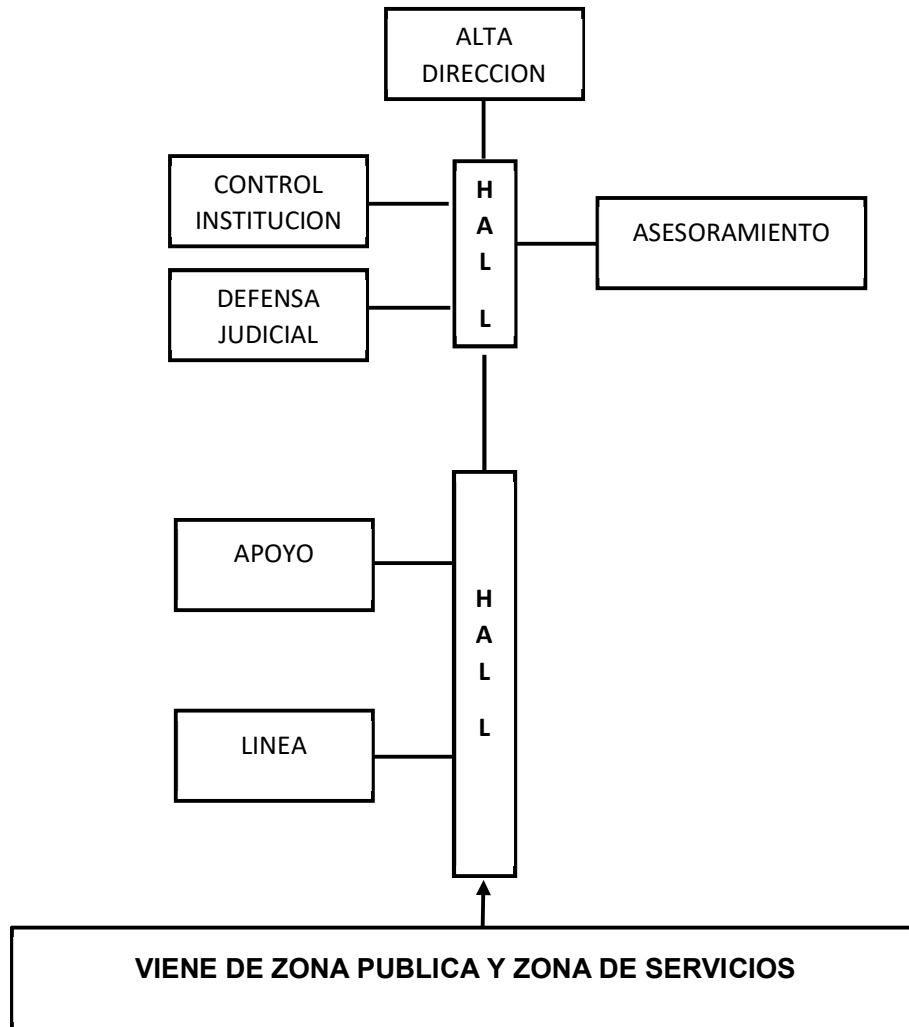 ALTA
DIRECCION
CONTROL
INSTITUCION
H
A
L
L
ASESORAMIENTO
DEFENSA
JUDICIAL
APOYO
H
A
L
L
LINEA
VIENE DE ZONA PUBLICA Y ZONA DE SERVICIOS